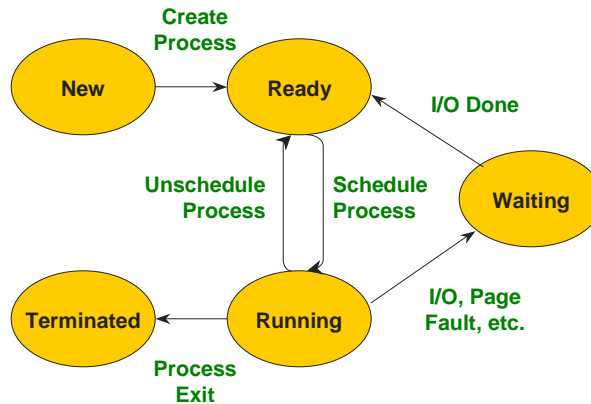 Create
Process
New
Ready
I/O Done
Unschedule
Process
Schedule
Process
Waiting
Terminated
Running
I/O, Page
Fault, etc.
Process
Exit